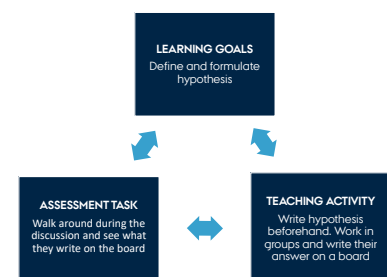 LEARNING GOALS
Define and formulate
hypothesis
ASSESSMENT TASK
Walk around during the
discussion and see what
they write on the board
TEACHING ACTIVITY
Write hypothesis
beforehand. Work in
groups and write their
answer on a board